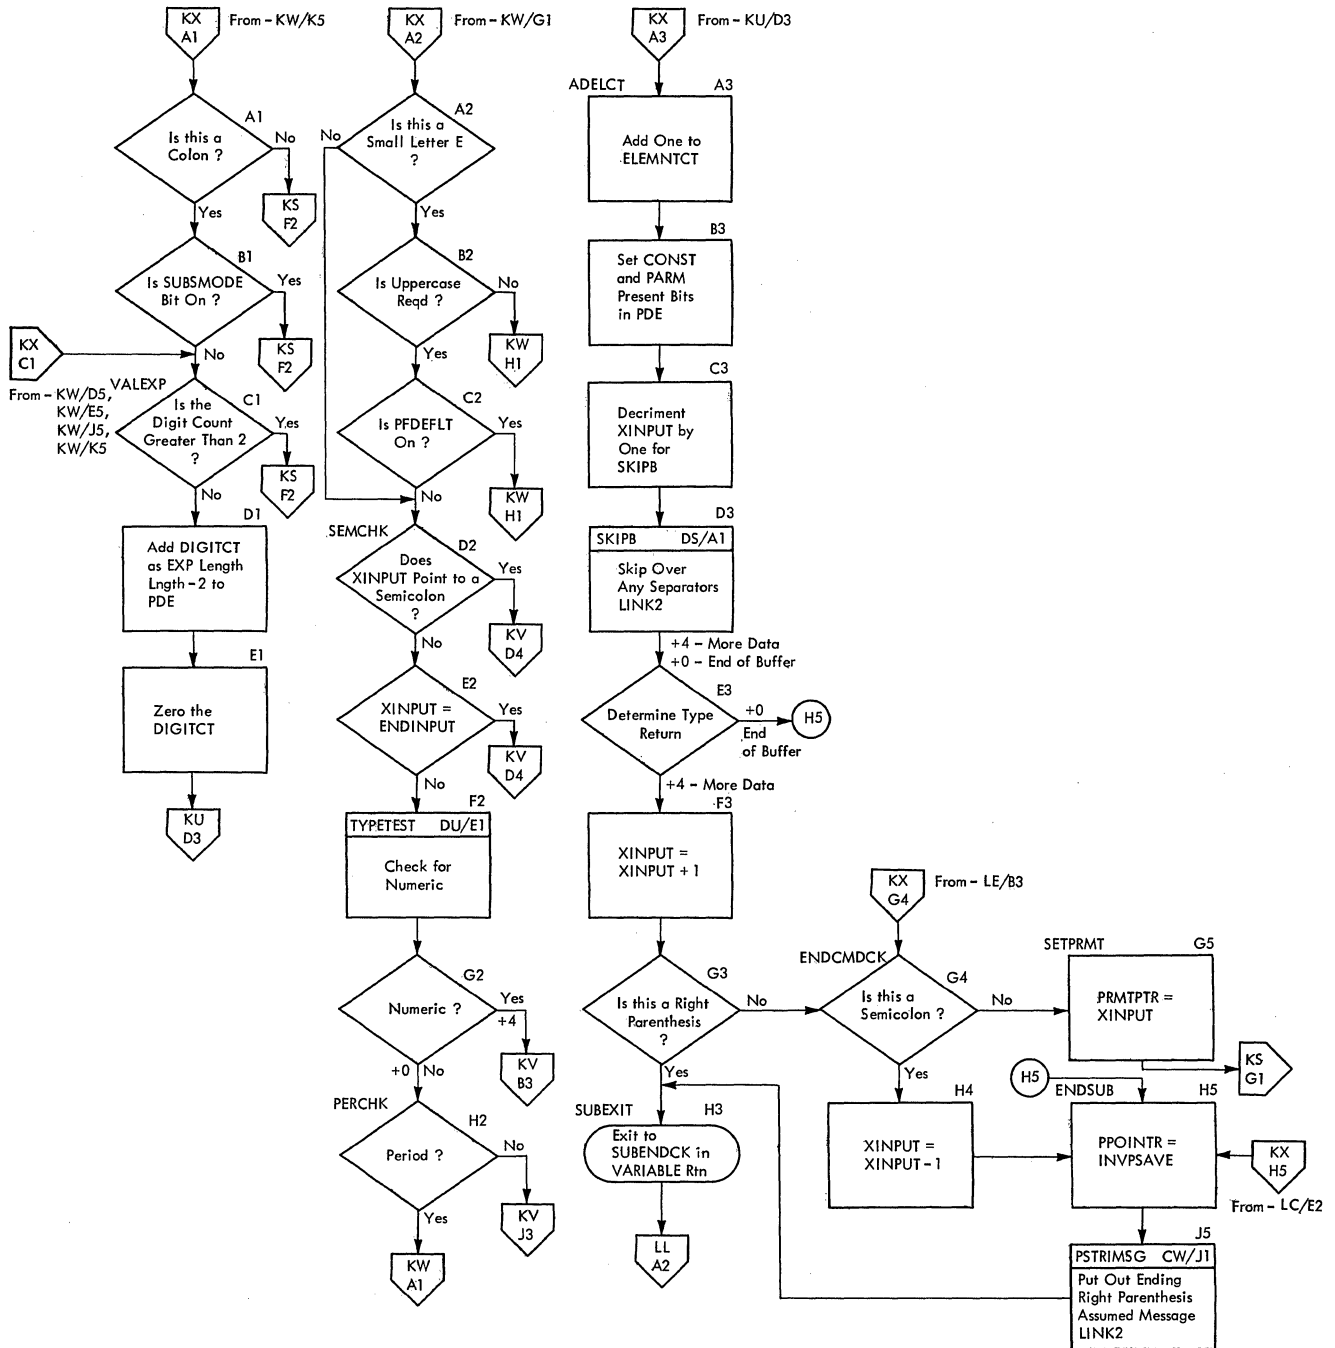 KX
A1
From - KW/K5
A1
Is this a
Colon ?
No
KS
F2
Yes
B1
Is SUBSMODE
Bit On ?
Yes
KS
F2
No
KX
C1
From - KW/D5,
KW/E5,
KW/J5,
KW/K5
VALEXP
C1
Is the
Digit Count
Greater Than 2
?
Yes
KS
F2
No
D1
Add DIGITCT
as EXP Length
Lngth - 2 to
PDE
E1
Zero the
DIGITCT
KU
D3
KX
A2
From - KW/G1
A2
Is this a
Small Letter E
?
No
Yes
B2
Is Uppercase
Reqd ?
No
KW
H1
Yes
C2
Is PFDEFLT
On ?
Yes
KW
H1
No
SEMCHK
D2
Does
XINPUT Point to a
Semicolon
?
Yes
KV
D4
No
E2
XINPUT =
ENDINPUT
Yes
KV
D4
No
F2
TYPETEST DU/E1
Check for
Numeric
G2
Numeric ?
Yes
+4
KV
B3
+0 No
PERCHK
H2
Period ?
No
KV
J3
Yes
KW
A1
KX
A3
From - KU/D3
ADELCT
A3
Add One to
ELEMNTCT
B3
Set CONST
and PARM
Present Bits
in PDE
C3
Decriment
XINPUT by
One for
SKIPB
D3
SKIPB DS/A1
Skip Over
Any Separators
LINK2
+4 - More Data
+0 - End of Buffer
E3
Determine Type
Return
+0
End
of Buffer
H5
+4 - More Data
F3
XINPUT =
XINPUT + 1
G3
Is this a Right
Parenthesis
?
No
Yes
SUBEXIT
H3
Exit to
SUBENDCK in
VARIABLE Rtn
LL
A2
KX
G4
From - LE/B3
ENDCMDCK
G4
Is this a
Semicolon ?
No
Yes
H4
XINPUT =
XINPUT - 1
SETPRMT
G5
PRMTPTR =
XINPUT
KS
G1
H5
ENDSUB
H5
PPOINTR =
INVPSAVE
KX
H5
From - LC/E2
J5
PSTRIMSG CW/J1
Put Out Ending
Right Parenthesis
Assumed Message
LINK2